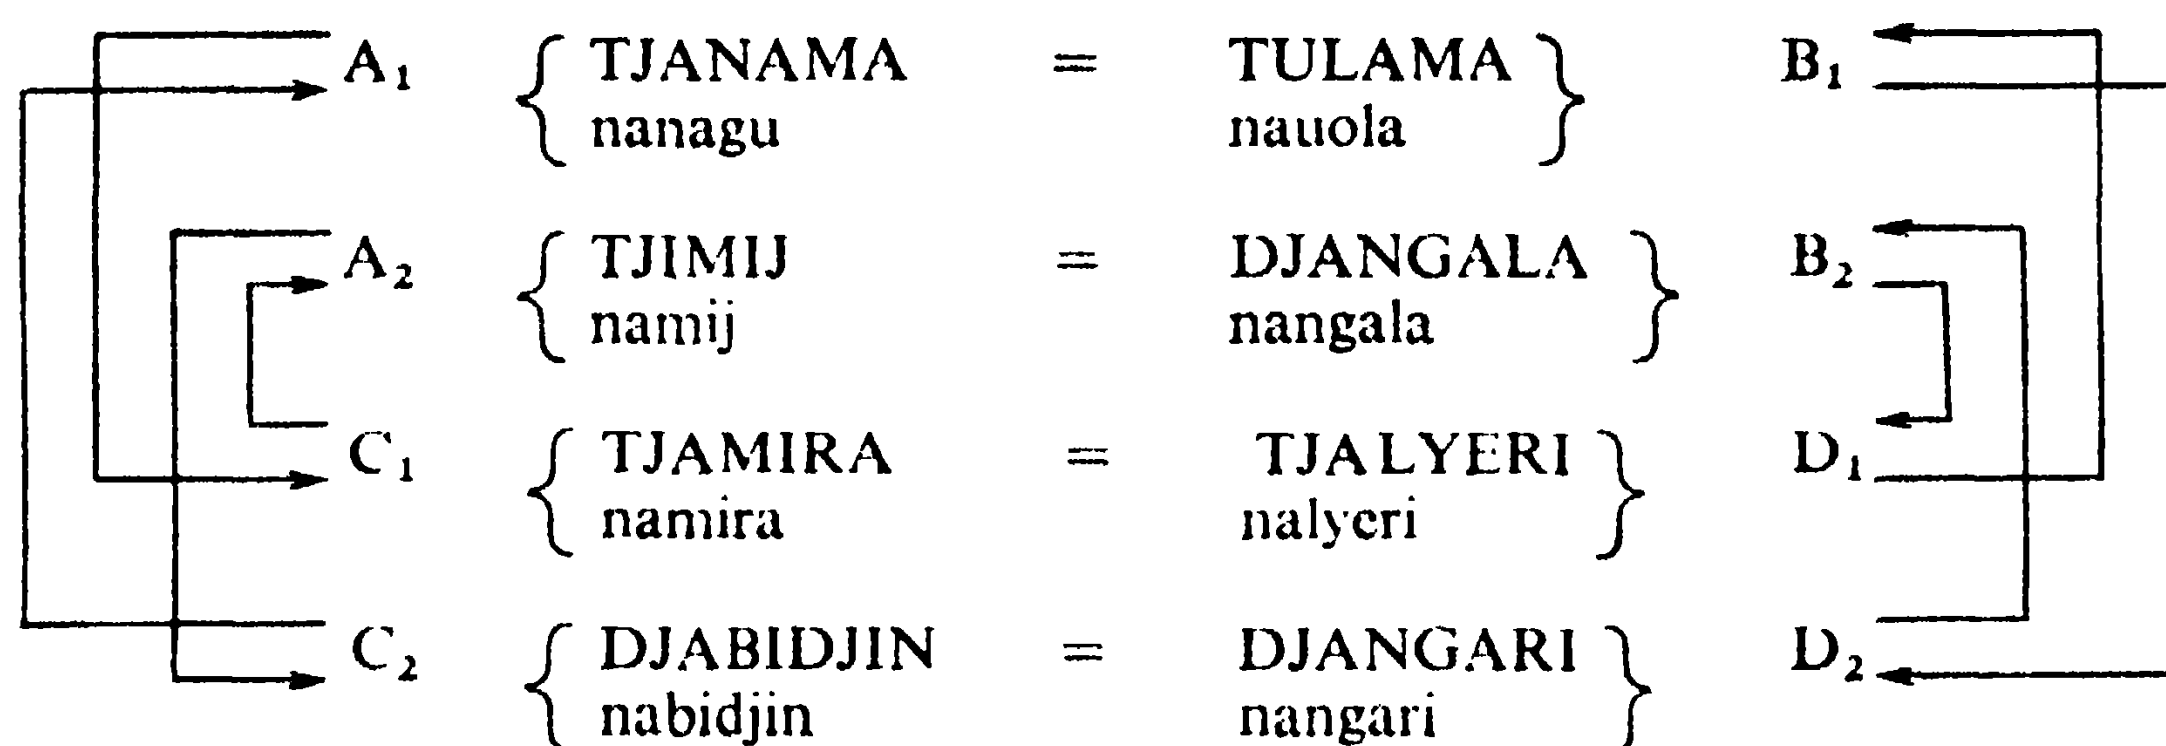 A₁ { TJANAMA = TULAMA } B₁
nanagu nauola
A₂ { TJIMIJ = DJANGALA } B₂
namij nangala
C₁ { TJAMIRA = TJALYERI } D₁
namira nalyeri
C₂ { DJABIDJIN = DJANGARI } D₂
nabidjin nangari